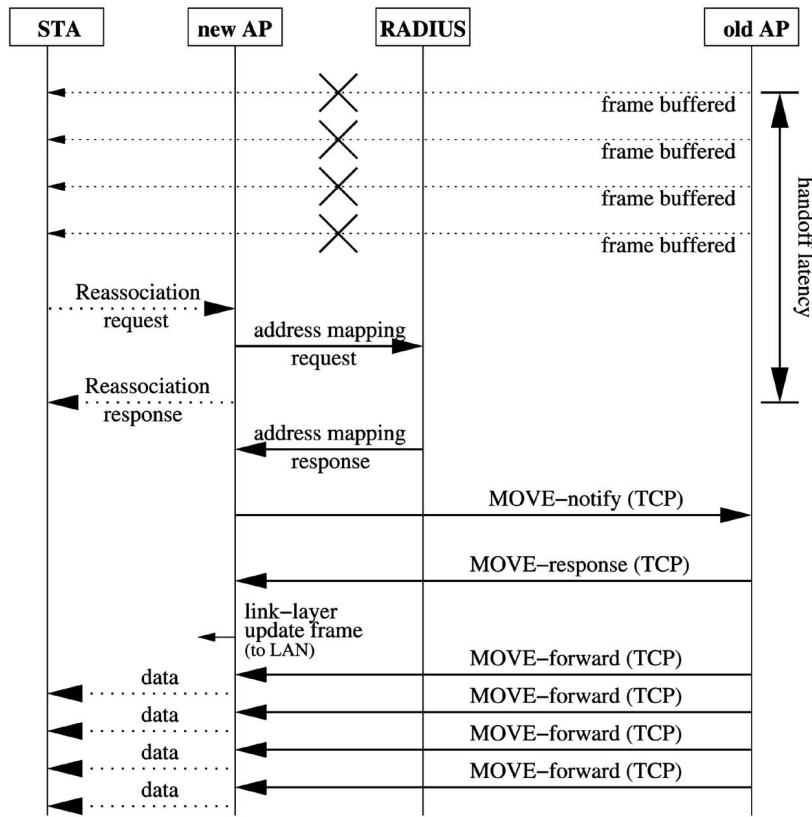 STA
new AP
RADIUS
old AP
frame buffered
frame buffered
frame buffered
frame buffered
handoff latency
Reassociation
request
address mapping
request
Reassociation
response
address mapping
response
MOVE−notify (TCP)
MOVE−response (TCP)
link−layer
update frame
(to LAN)
MOVE−forward (TCP)
data
MOVE−forward (TCP)
data
MOVE−forward (TCP)
data
MOVE−forward (TCP)
data